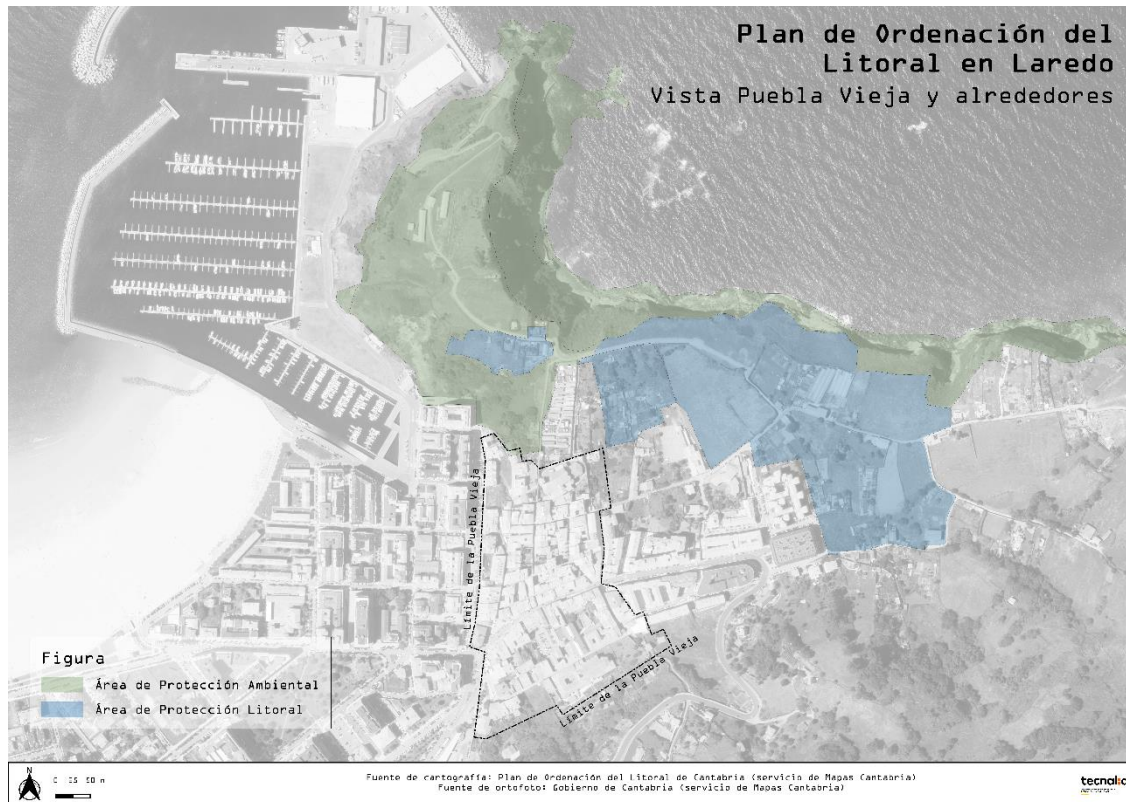 Plan de Ordenación del
Litoral en Laredo
Vista Puebla Vieja y alrededores
Límite de la Puebla Vieja
Límite de la Puebla Vieja
Figura
Área de Protección Ambiental
Área de Protección Litoral
N
Fuente de cartografía: Plan de Ordenación del Litoral de Cantabria (servicio de Mapas Cantabria)
Fuente de ortofoto: Gobierno de Cantabria (servicio de Mapas Cantabria)